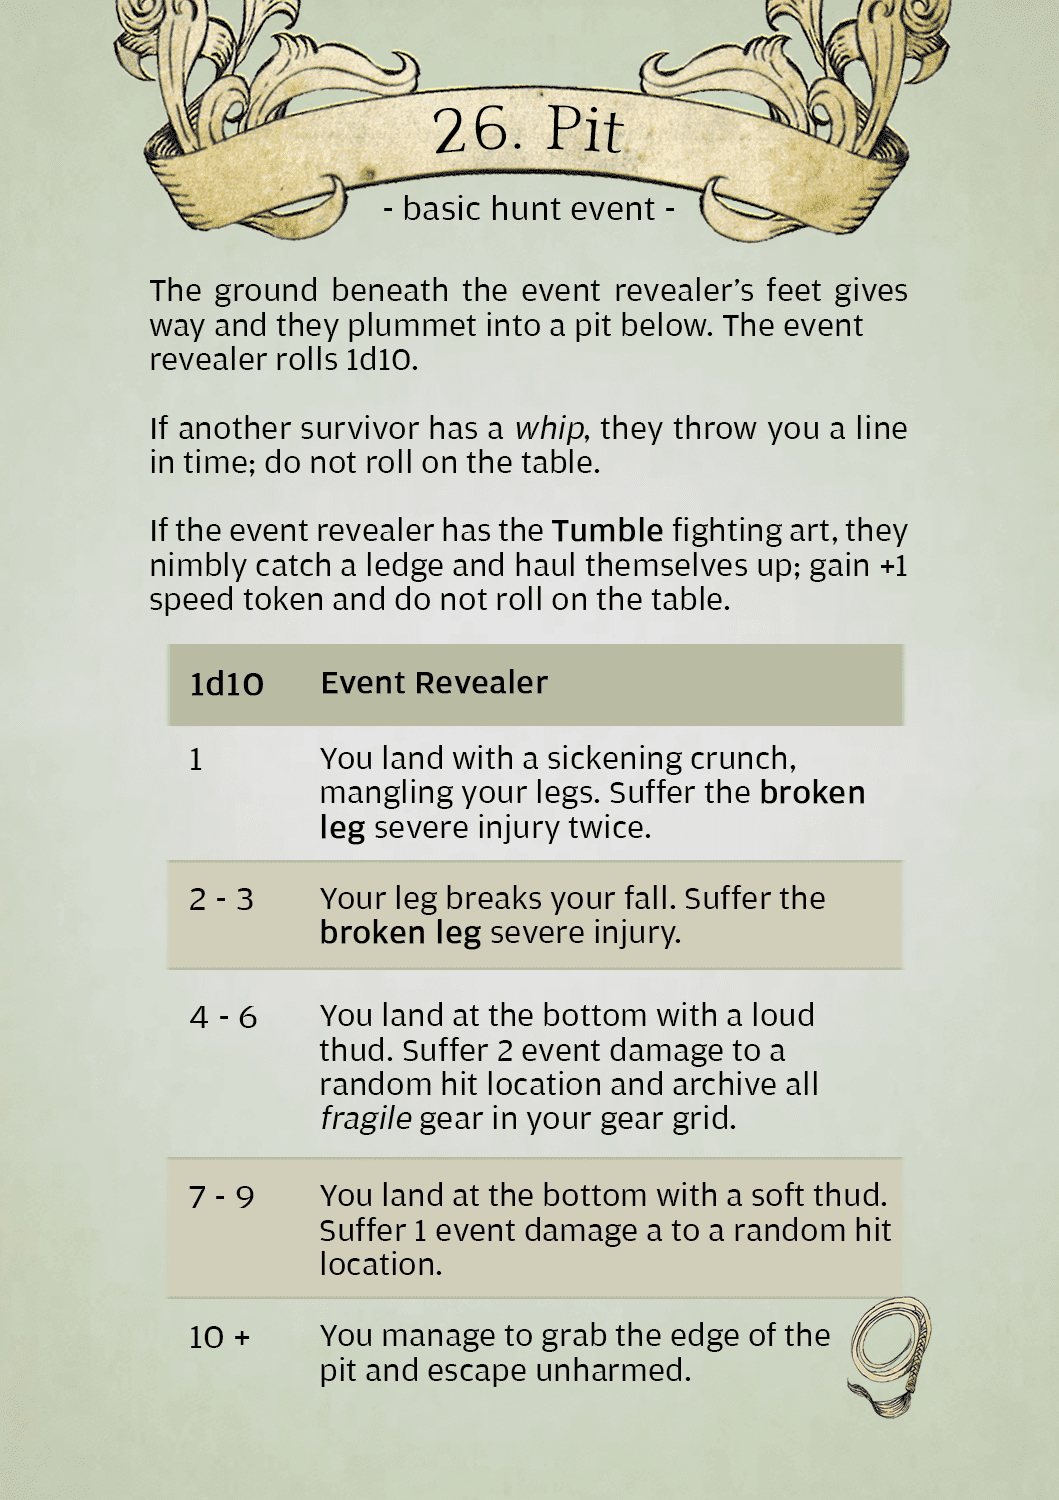 26. Pit
- basic hunt event -
The ground beneath the event revealer’s feet gives
way and they plummet into a pit below. The event
revealer rolls 1d10.
If another survivor has a whip, they throw you a line
in time; do not roll on the table.
If the event revealer has the Tumble fighting art, they
nimbly catch a ledge and haul themselves up; gain +1
speed token and do not roll on the table.
1d10 Event Revealer
1 You land with a sickening crunch,
mangling your legs. Suffer the broken
leg severe injury twice.
2 - 3 Your leg breaks your fall. Suffer the
broken leg severe injury.
4 - 6 You land at the bottom with a loud
thud. Suffer 2 event damage to a
random hit location and archive all
fragile gear in your gear grid.
7 - 9 You land at the bottom with a soft thud.
Suffer 1 event damage a to a random hit
location.
10 + You manage to grab the edge of the
pit and escape unharmed.